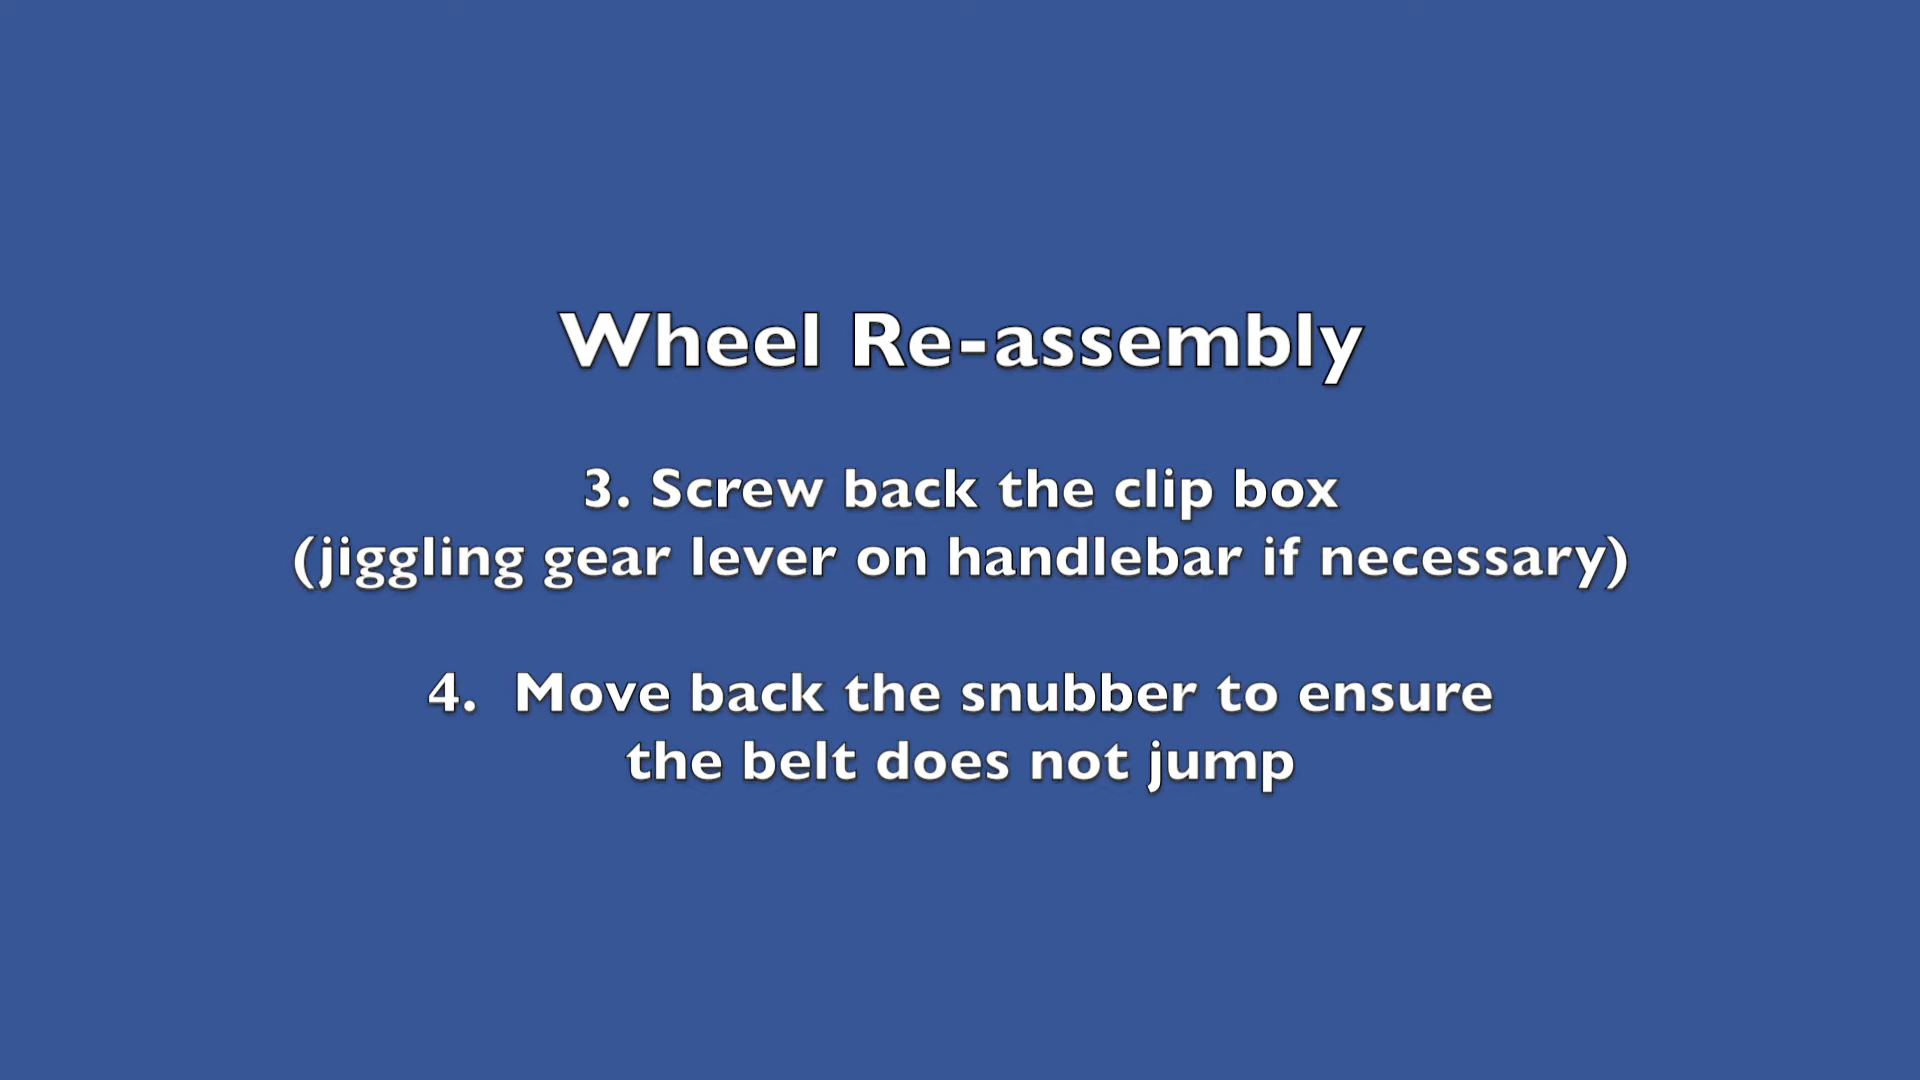 Wheel Re-assembly
3. Screw back the clip box
(jiggling gear lever on handlebar if necessary)
4.  Move back the snubber to ensure
the belt does not jump